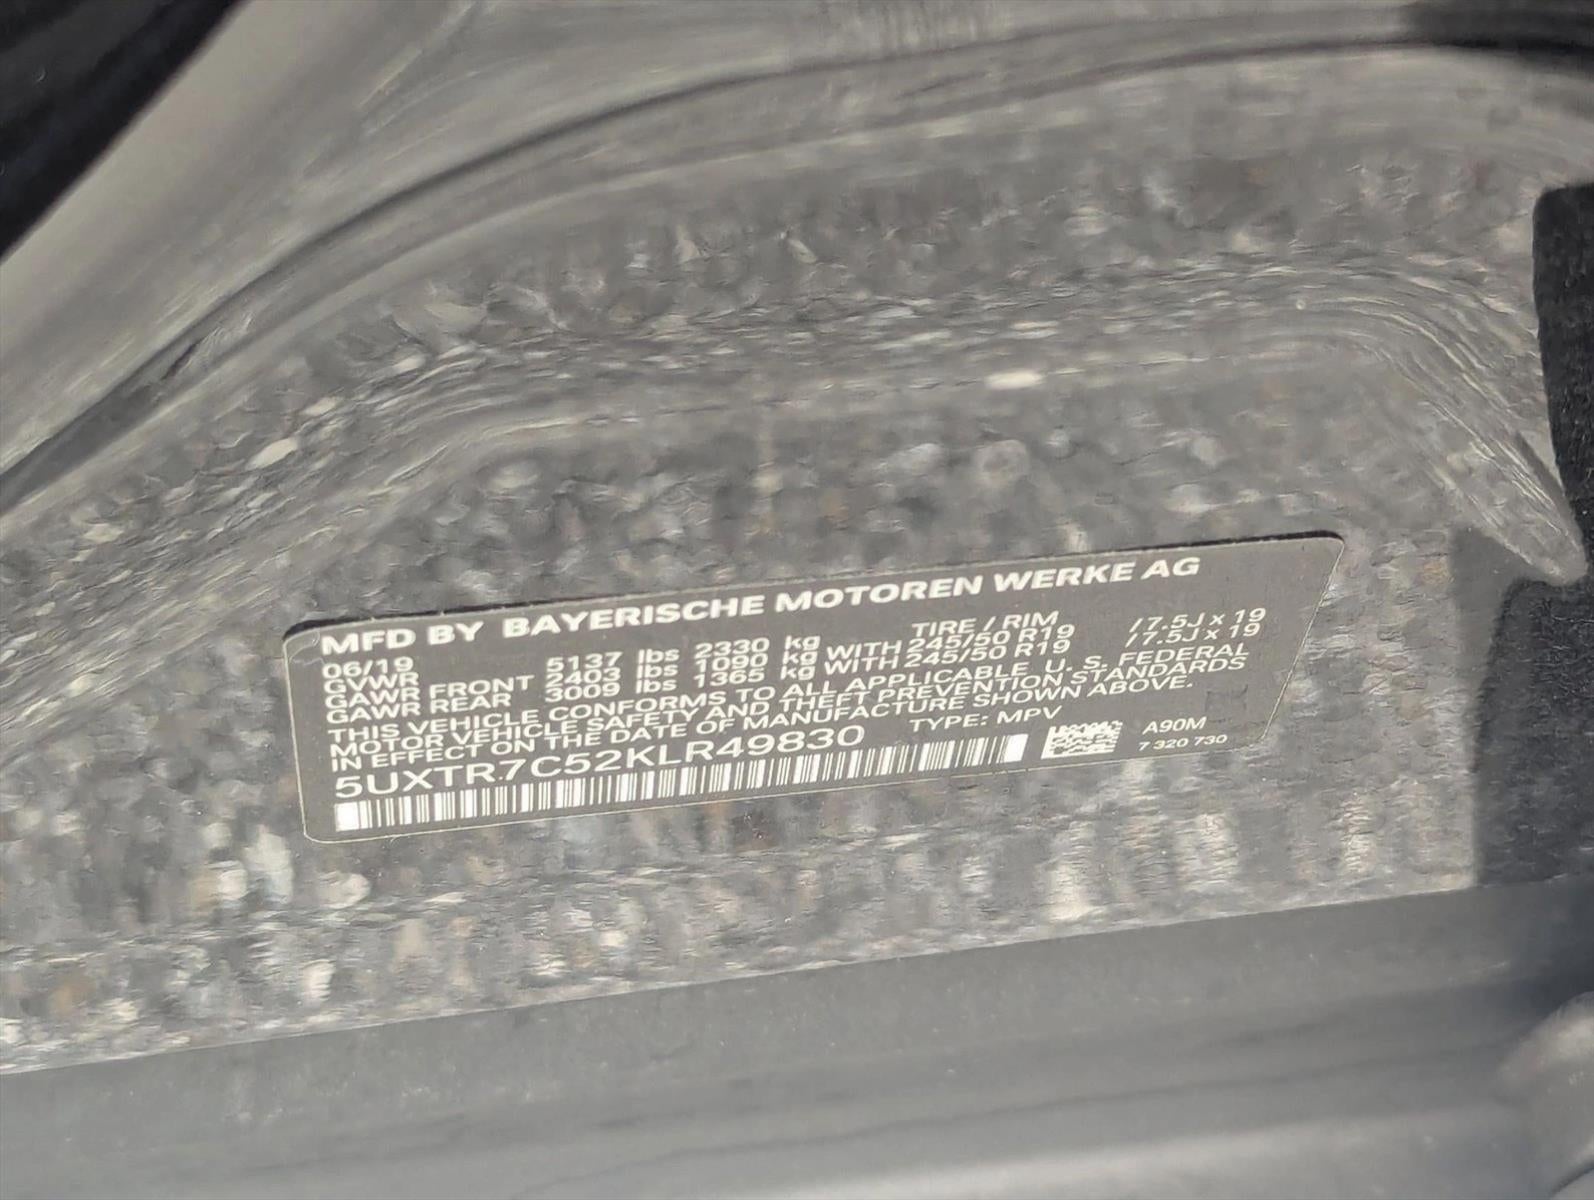 MFD BY BAYERISCHE MOTOREN WERKE AG
06/19 TIRE / RIM
GVWR 5137 lbs 2330 kg
GAWR FRONT 2403 lbs 1090 kg WITH 245/50 R19 / 7.5J x 19
GAWR REAR 3009 lbs 1365 kg WITH 245/50 R19 / 7.5J x 19
THIS VEHICLE CONFORMS TO ALL APPLICABLE U. S. FEDERAL
MOTOR VEHICLE SAFETY AND THEFT PREVENTION STANDARDS
IN EFFECT ON THE DATE OF MANUFACTURE SHOWN ABOVE.
5UXTR7C52KLR49830 TYPE: MPV
A90M
7 320 730